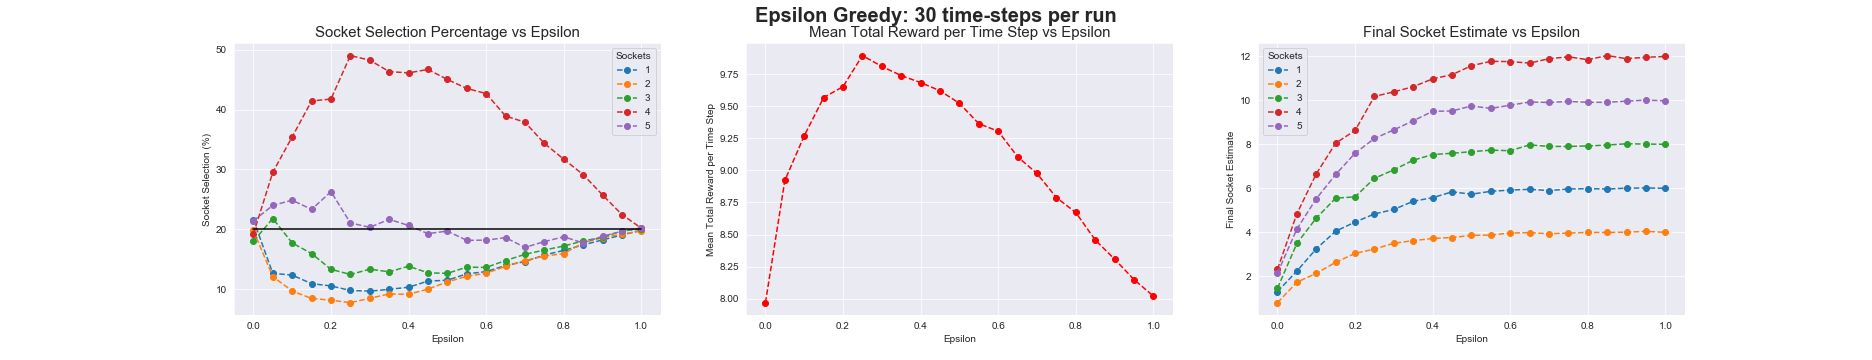 Epsilon Greedy: 30 time-steps per run
Socket Selection Percentage vs Epsilon
Socket Selection (%)
50
40
30
20
10
0.0 0.2 0.4 0.6 0.8 1.0
Epsilon
Sockets
1
2
3
4
5
Mean Total Reward per Time Step vs Epsilon
Mean Total Reward per Time Step
9.75
9.50
9.25
9.00
8.75
8.50
8.25
8.00
0.0 0.2 0.4 0.6 0.8 1.0
Epsilon
Final Socket Estimate vs Epsilon
Final Socket Estimate
12
10
8
6
4
2
0.0 0.2 0.4 0.6 0.8 1.0
Epsilon
Sockets
1
2
3
4
5